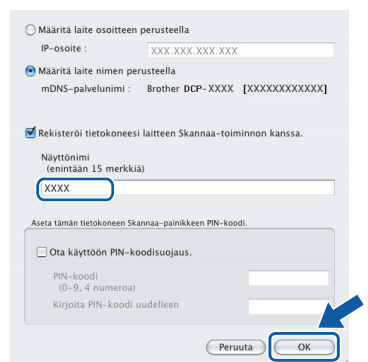 Määritä laite osoitteen perusteella
IP-osoite : XXX.XXX.XXX.XXX
Määritä laite nimen perusteella
mDNS-palvelunimi : Brother DCP-XXXX [XXXXXXXXXXXX]
Rekisteröi tietokoneesi laitteen Skannaa-toiminnon kanssa.
Näyttönimi
(enintään 15 merkkiä)
XXXX
Aseta tämän tietokoneen Skannaa-painikkeen PIN-koodi.
Ota käyttöön PIN-koodisuojaus.
PIN-koodi
(0-9, 4 numeroa)
Kirjoita PIN-koodi uudelleen
Peruuta OK